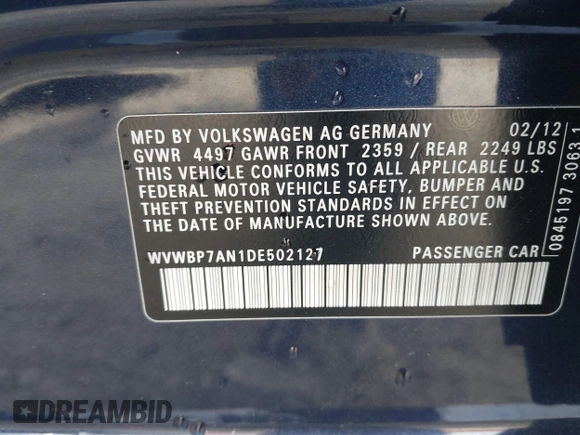 MFD BY VOLKSWAGEN AG GERMANY 02/12
GVWR 4497 GAWR FRONT 2359 / REAR 2249 LBS
THIS VEHICLE CONFORMS TO ALL APPLICABLE U.S.
FEDERAL MOTOR VEHICLE SAFETY, BUMPER AND
THEFT PREVENTION STANDARDS IN EFFECT ON
THE DATE OF MANUFACTURE SHOWN ABOVE.
WVWBP7AN1DE502127 PASSENGER CAR
0845197 30631
DREAMBID